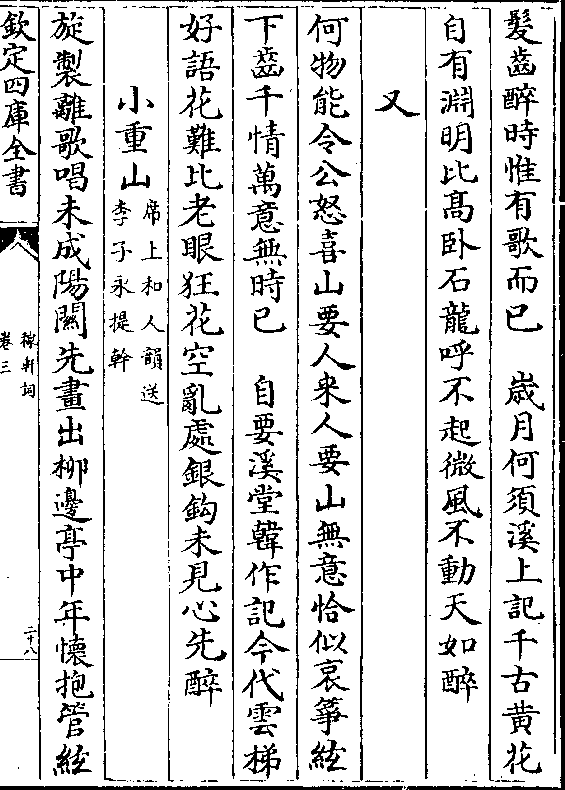 髮齒醉時惟有歌而已　歲月何須溪上記千古黄花
自有淵明比髙卧石龍呼不起微風不動天如醉
又
何物能令公怒喜山要人来人要山無意恰似哀筝絃
下齒千情萬意無時已　自要溪堂韓作記今代雲梯
好語花難比老眼狂花空亂處銀鈎未見心先醉
小重山席上和人韻送李子永提幹
旋製離歌唱未成陽闗先畫出柳邊亭中年懐抱管絃
欽定四庫全書
稼軒詞
卷三
二十八